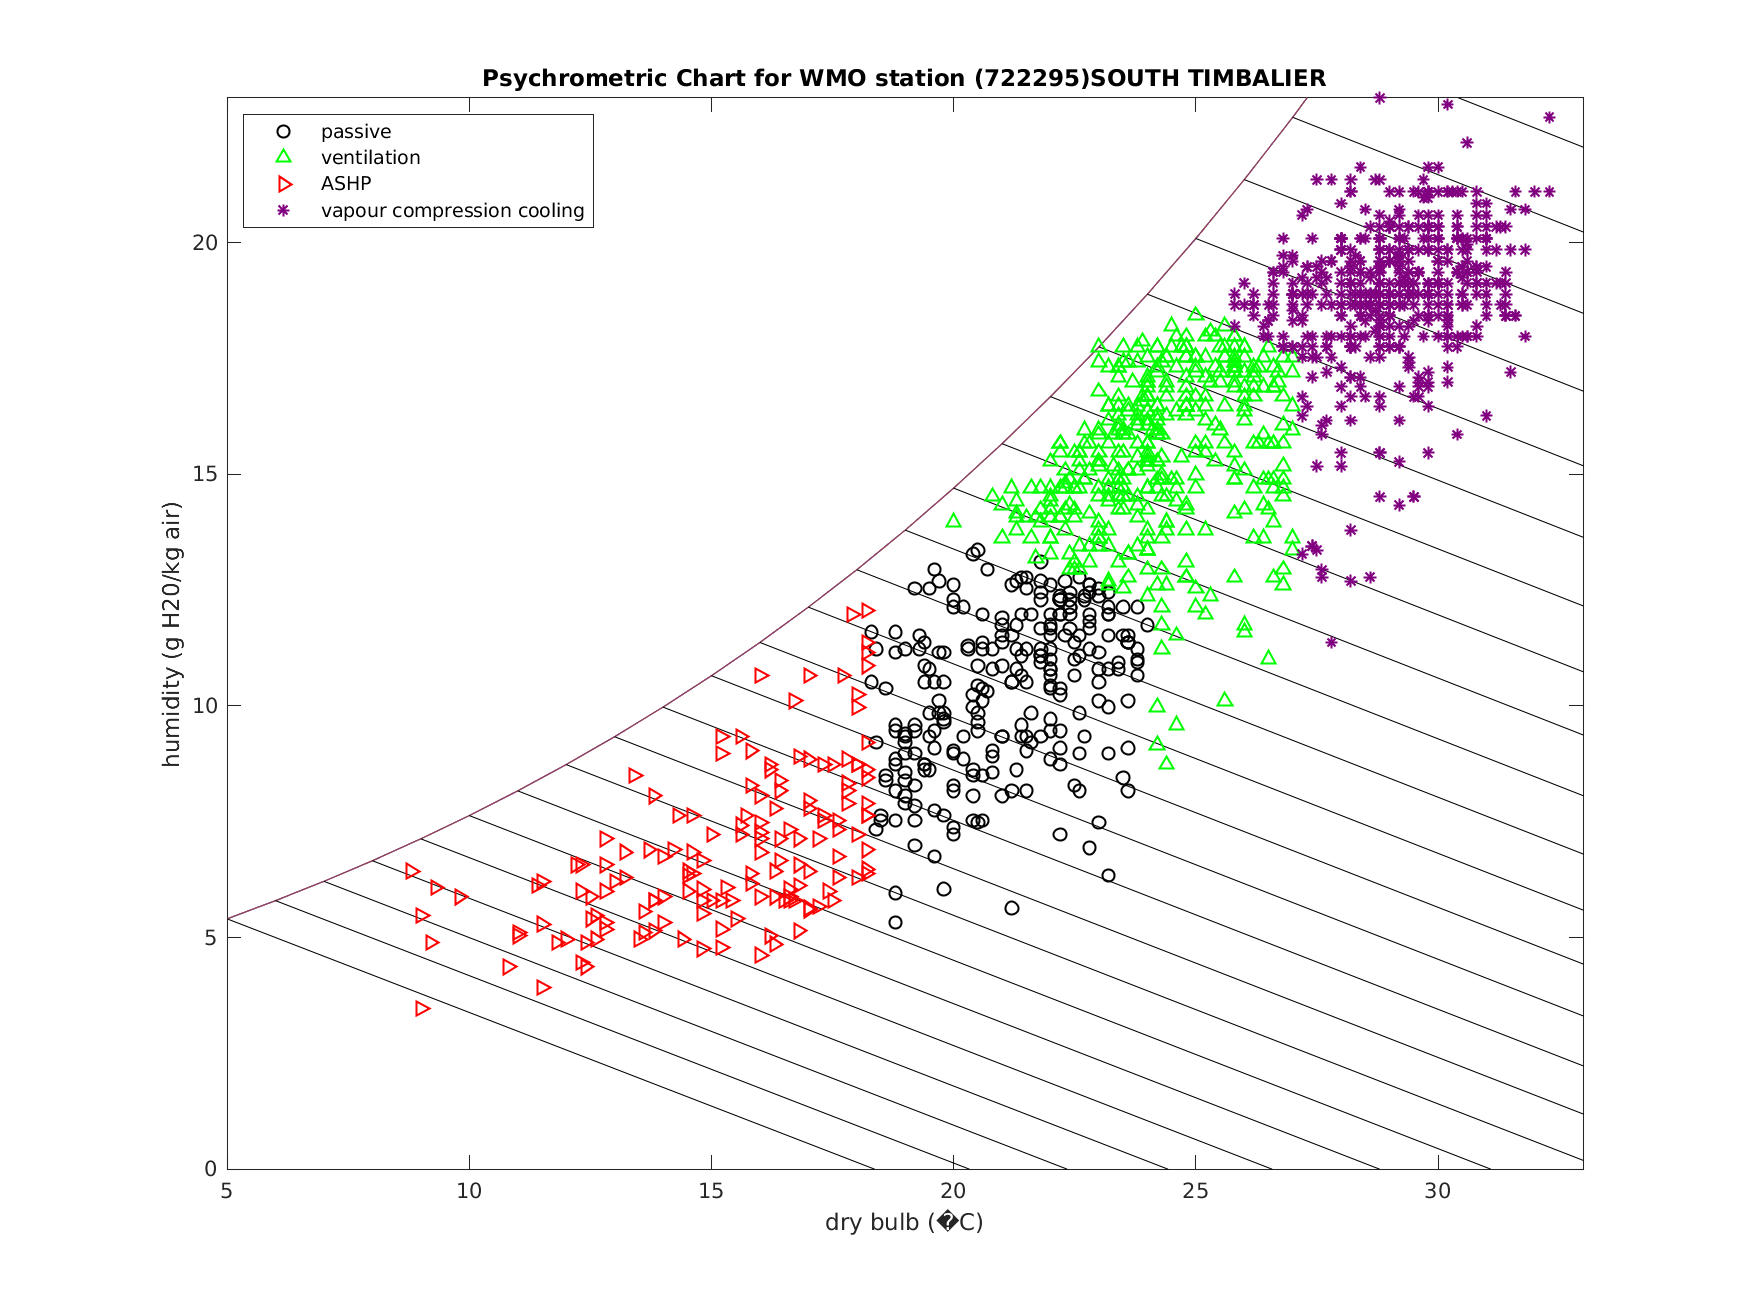 Psychrometric Chart for WMO station (722295)SOUTH TIMBALIER
passive
ventilation
ASHP
vapour compression cooling
20
15
10
5
0
humidity (g H20/kg air)
5 10 15 20 25 30
dry bulb (�C)